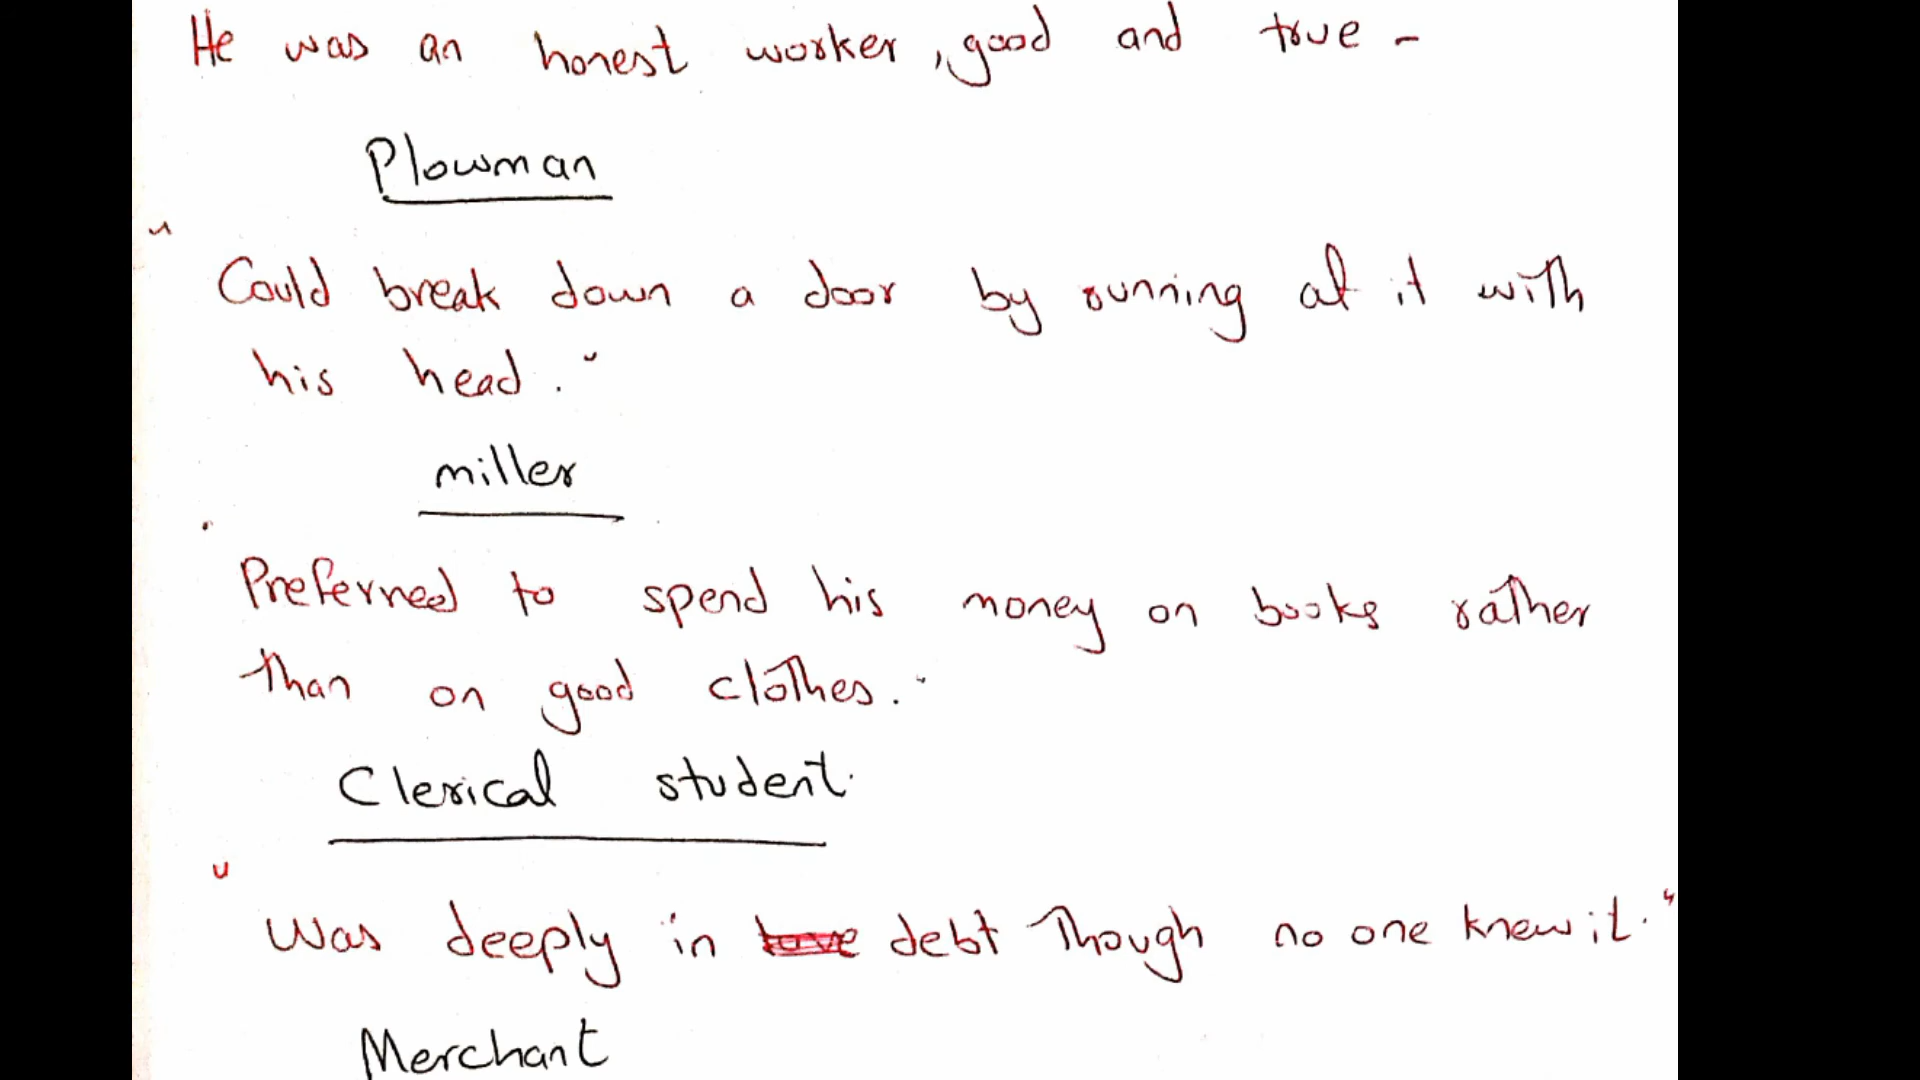 He was an honest worker, good and true -
Plowman
"Could break down a door by running at it with
his head."
miller
"Preferred to spend his money on books rather
than on good clothes."
Clerical student.
"Was deeply in debt though no one knew it."
Merchant